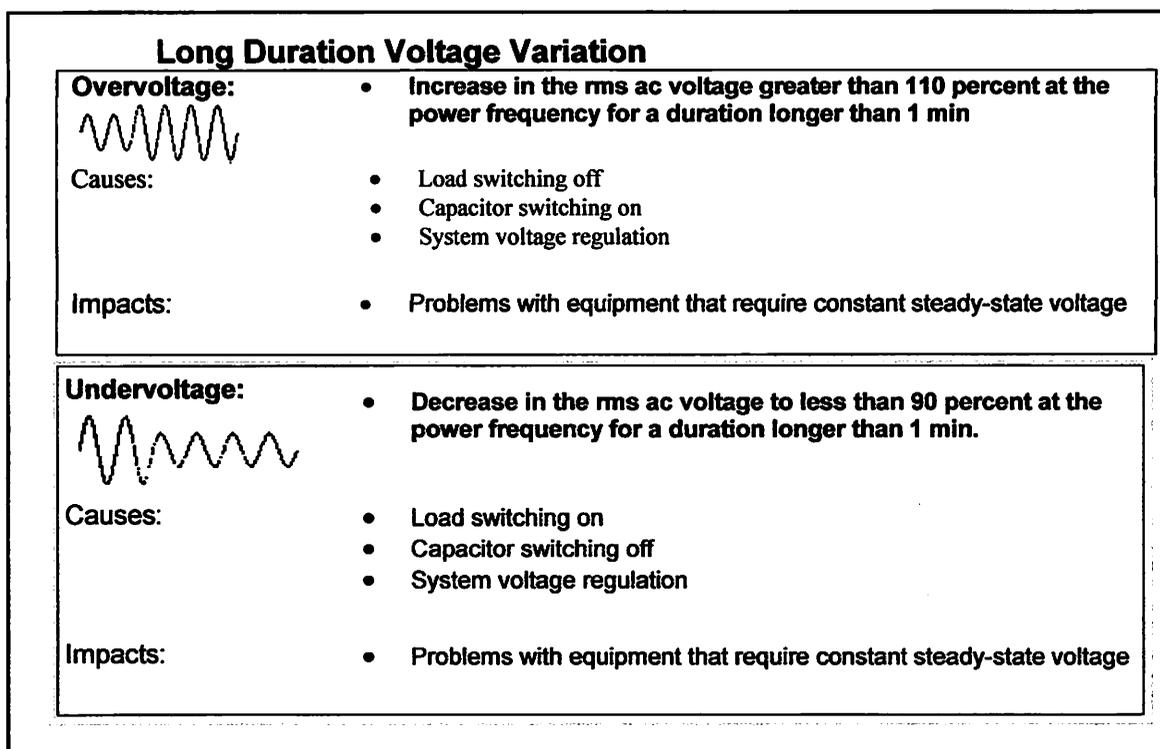 Long Duration Voltage Variation
Overvoltage:
• Increase in the rms ac voltage greater than 110 percent at the
power frequency for a duration longer than 1 min
Causes:
• Load switching off
• Capacitor switching on
• System voltage regulation
Impacts:
• Problems with equipment that require constant steady-state voltage
Undervoltage:
• Decrease in the rms ac voltage to less than 90 percent at the
power frequency for a duration longer than 1 min.
Causes:
• Load switching on
• Capacitor switching off
• System voltage regulation
Impacts:
• Problems with equipment that require constant steady-state voltage